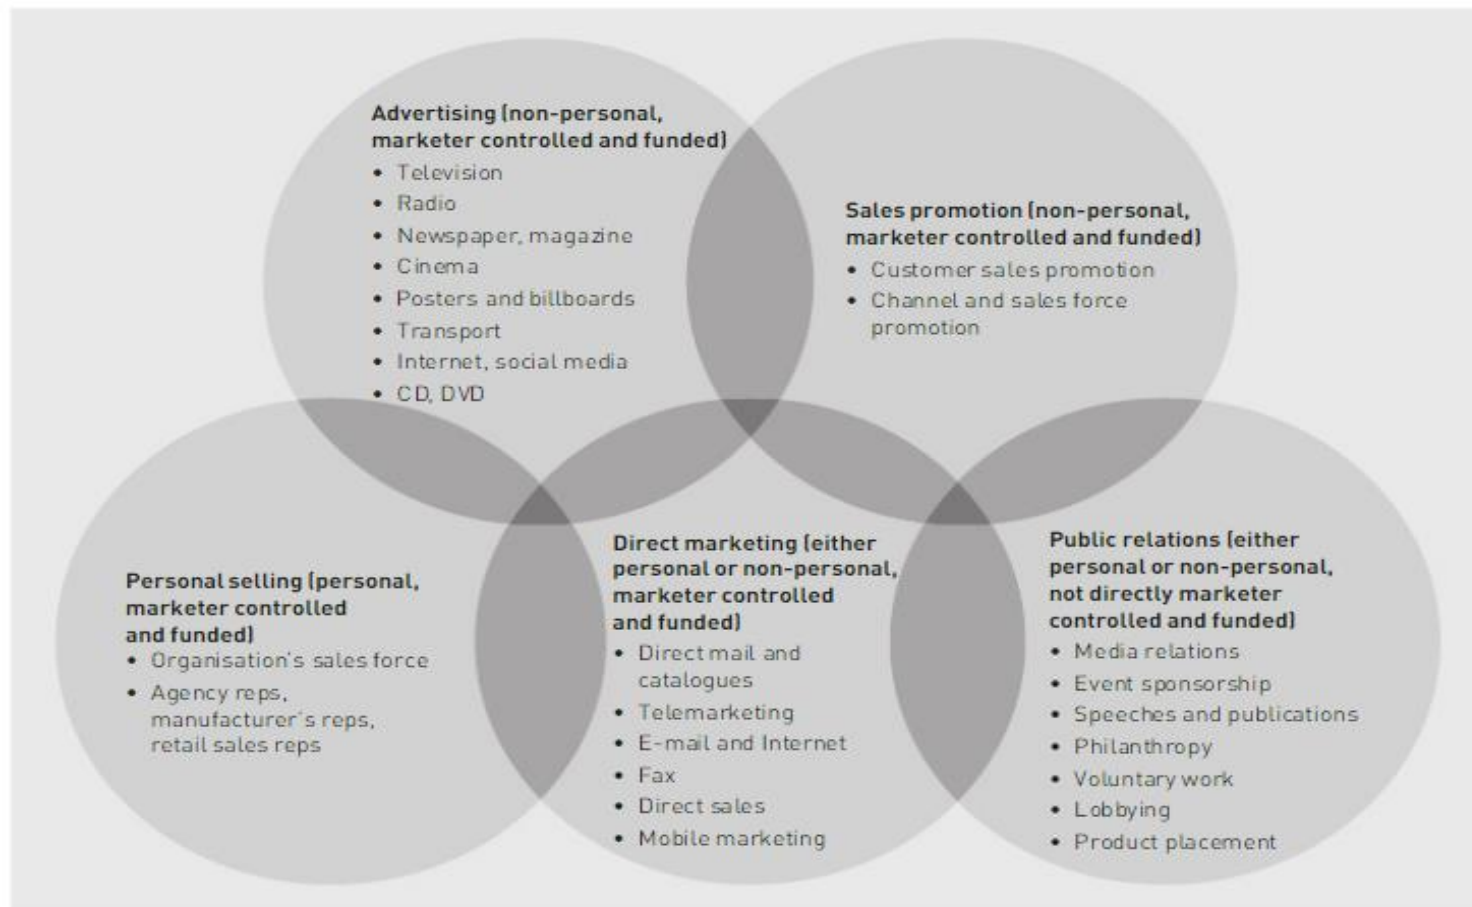 Advertising (non-personal,
marketer controlled and funded)
• Television
• Radio
• Newspaper, magazine
• Cinema
• Posters and billboards
• Transport
• Internet, social media
• CD, DVD
Sales promotion (non-personal,
marketer controlled and funded)
• Customer sales promotion
• Channel and sales force
promotion
Personal selling (personal,
marketer controlled
and funded)
• Organisation's sales force
• Agency reps,
manufacturer's reps,
retail sales reps
Direct marketing (either
personal or non-personal,
marketer controlled
and funded)
• Direct mail and
catalogues
• Telemarketing
• E-mail and Internet
• Fax
• Direct sales
• Mobile marketing
Public relations (either
personal or non-personal,
not directly marketer
controlled and funded)
• Media relations
• Event sponsorship
• Speeches and publications
• Philanthropy
• Voluntary work
• Lobbying
• Product placement